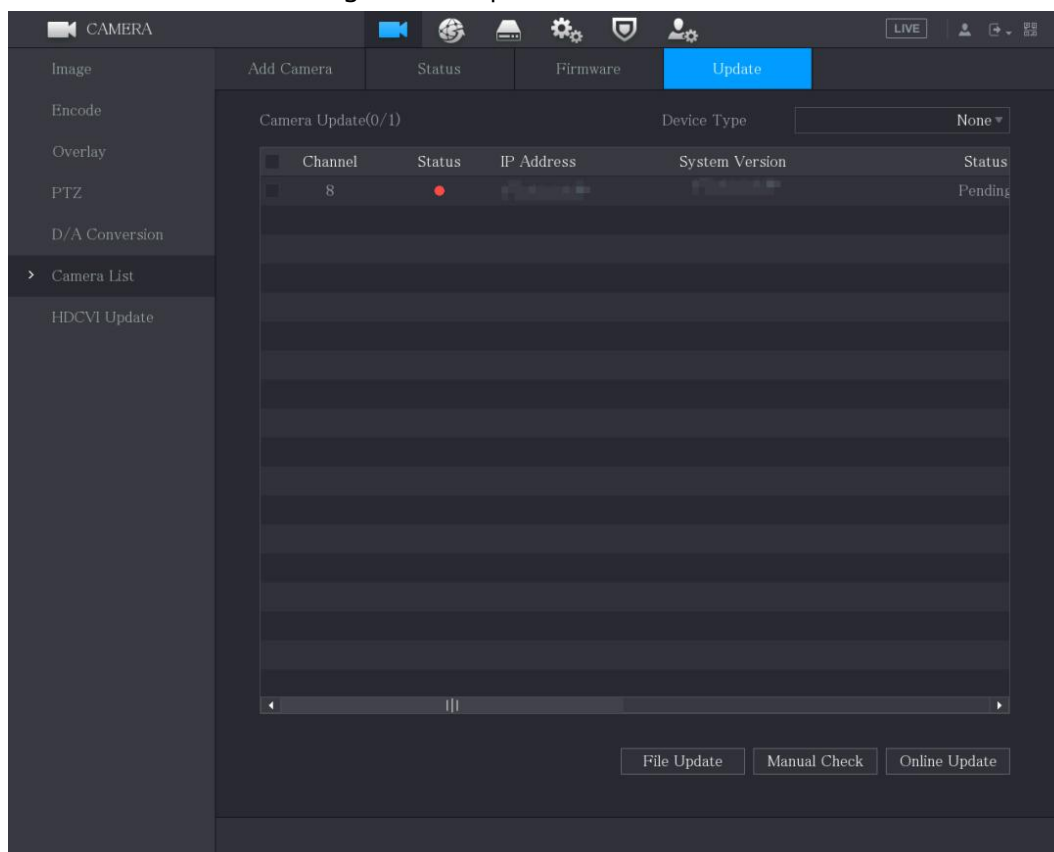 CAMERA LIVE
Image
Encode
Overlay
PTZ
D/A Conversion
Camera List
HDCVI Update
Add Camera Status Firmware Update
Camera Update(0/1) Device Type None
Channel Status IP Address System Version Status
8 Pending
File Update Manual Check Online Update